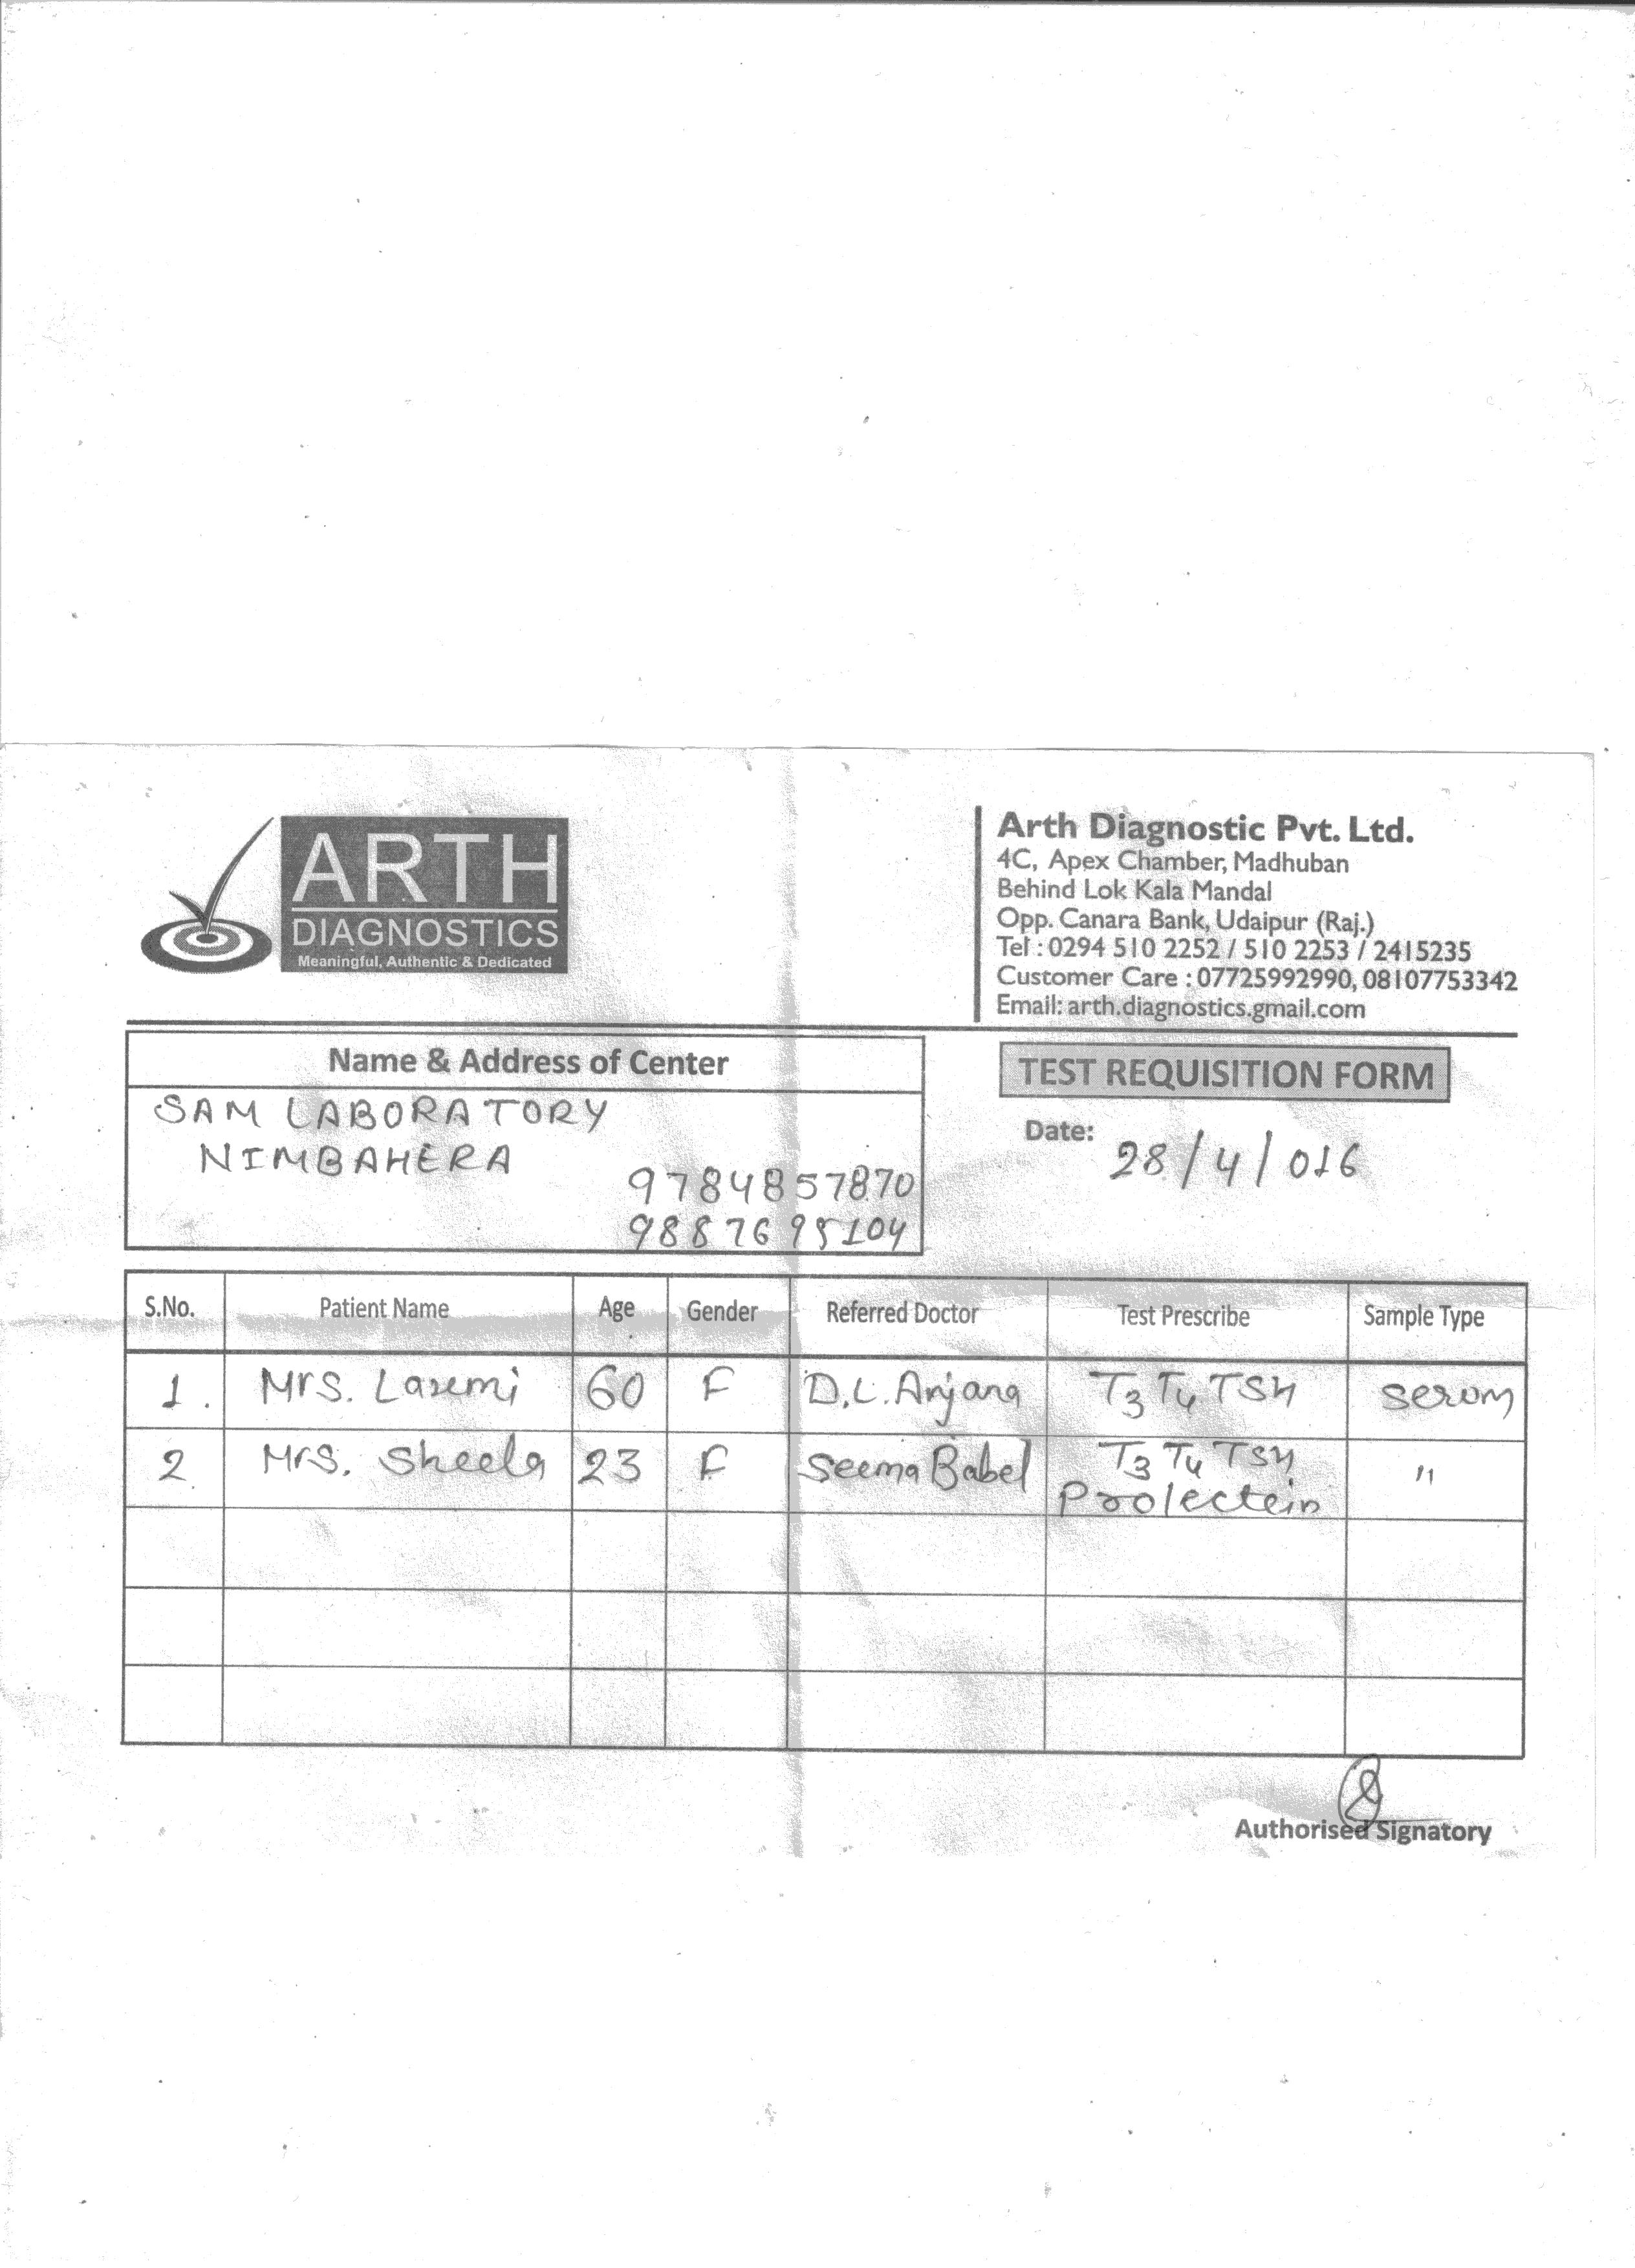 ARTH
DIAGNOSTICS
Meaningful, Authentic & Dedicated
Arth Diagnostic Pvt. Ltd.
4C, Apex Chamber, Madhuban
Behind Lok Kala Mandal
Opp. Canara Bank, Udaipur (Raj.)
Tel : 0294 510 2252 / 510 2253 / 2415235
Customer Care : 07725992990, 08107753342
Email: arth.diagnostics.gmail.com
Name & Address of Center
SAM LABORATORY
NIMBAHERA
9784857870
9887695104
TEST REQUISITION FORM
Date: 28/4/016
S.No. Patient Name Age Gender Referred Doctor Test Prescribe Sample Type
1. Mrs. Laxmi 60 F D.L. Anjana T3 T4 TSH serum
2 Mrs. Sheela 23 F Seema Babel T3 T4 TSH "
Prolectein
Authorised Signatory